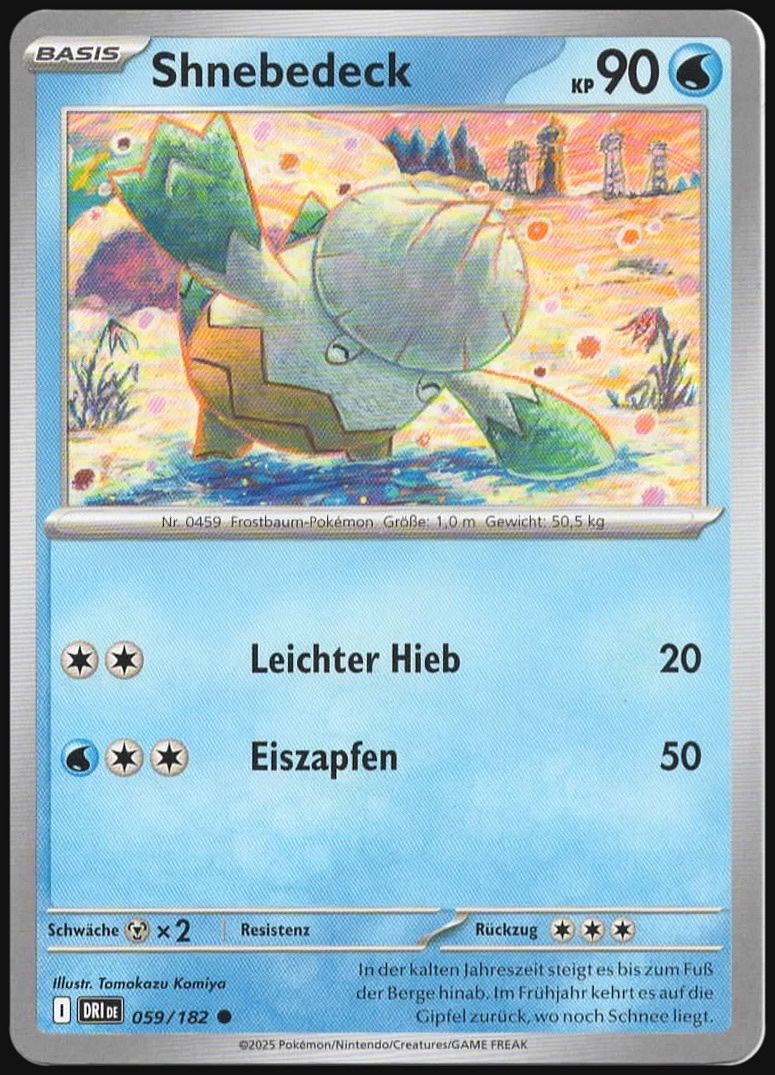 BASIS
Shnebedeck
KP 90
Nr. 0459 Frostbaum-Pokémon Größe: 1,0 m Gewicht: 50,5 kg
Leichter Hieb 20
Eiszapfen 50
Schwäche ×2 Resistenz Rückzug
Illustr. Tomokazu Komiya
In der kalten Jahreszeit steigt es bis zum Fuß
der Berge hinab. Im Frühjahr kehrt es auf die
Gipfel zurück, wo noch Schnee liegt.
I DRI DE 059/182
©2025 Pokémon/Nintendo/Creatures/GAME FREAK